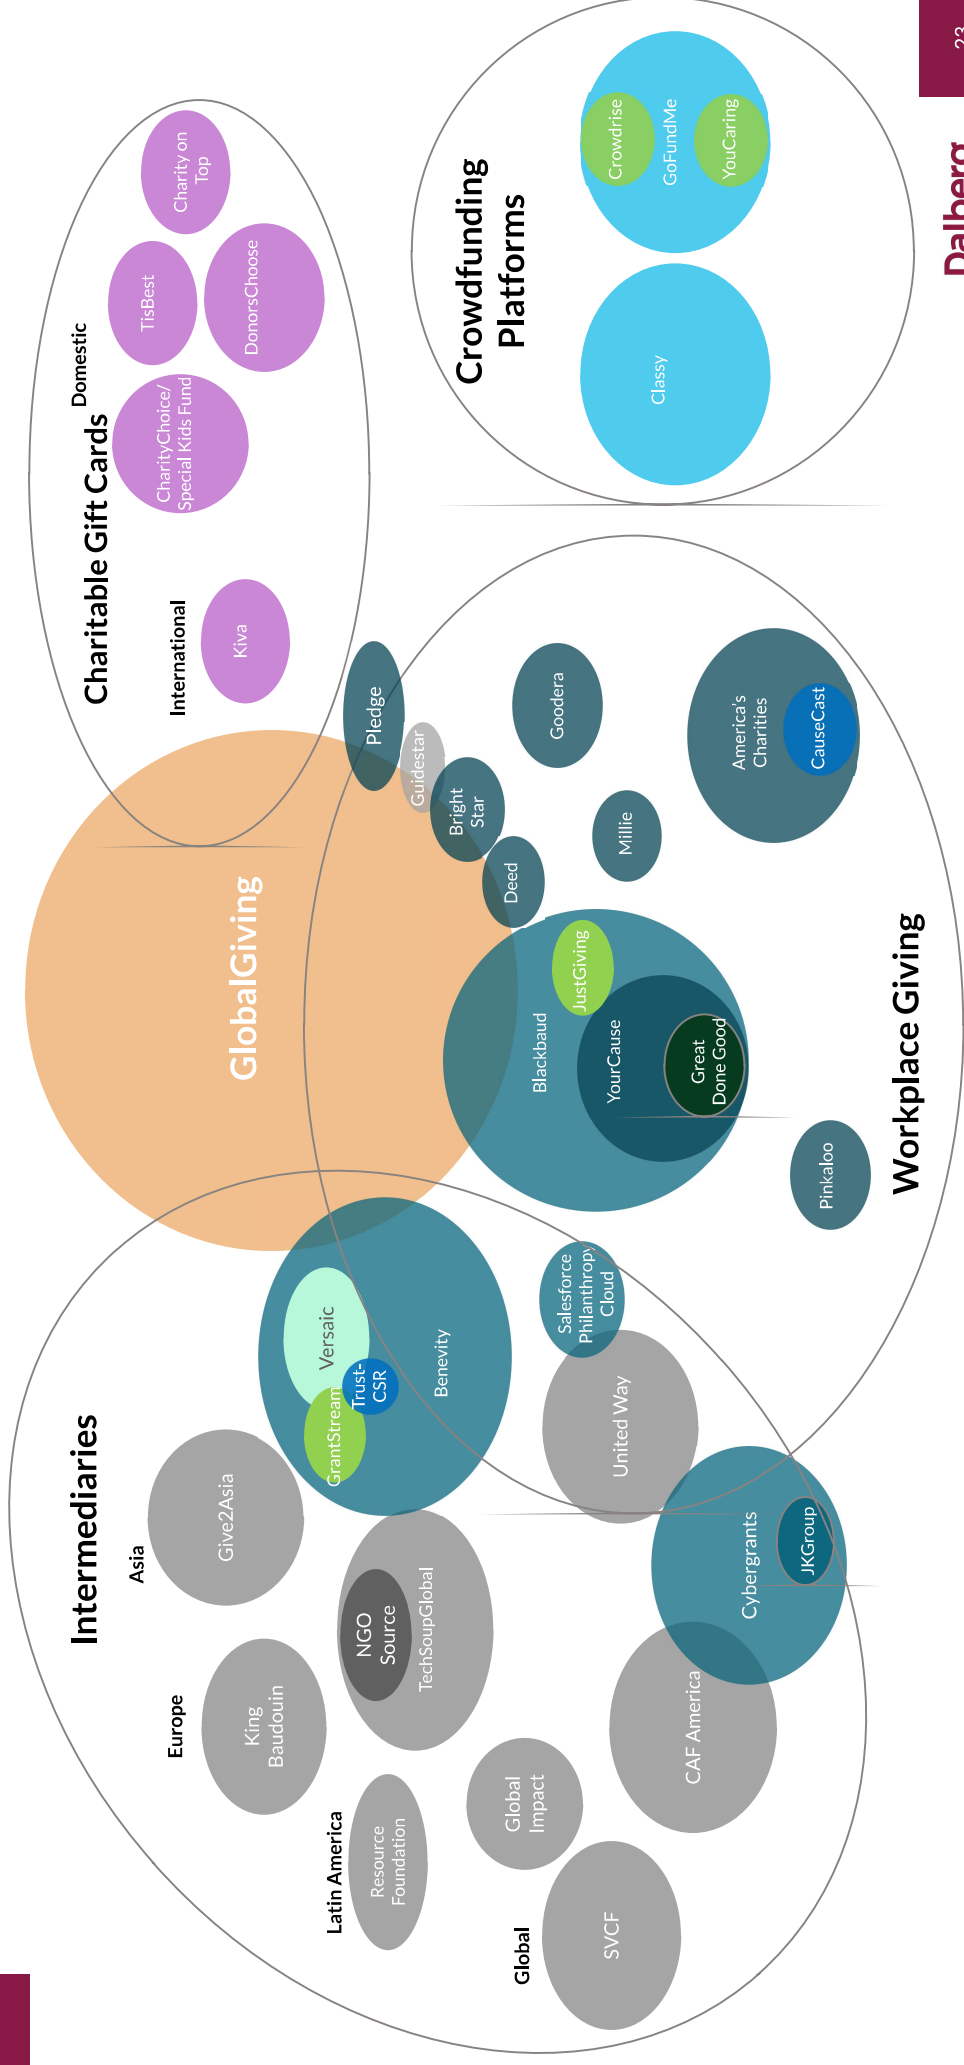 Intermediaries
Asia
Europe
Latin America
Global
Give2Asia
King
Baudouin
Resource
Foundation
SVCF
Global
Impact
NGO
Source
TechSoupGlobal
CAF America
Cybergrants
JKGroup
United Way
Salesforce
Philanthropy
Cloud
Versaic
GrantStream
Trust-
CSR
Benevity
GlobalGiving
Charitable Gift Cards
International
Domestic
Kiva
CharityChoice/
Special Kids Fund
TisBest
DonorsChoose
Charity on
Top
Workplace Giving
Pledge
Guidestar
Bright
Star
Deed
Goodera
Millie
America's
Charities
CauseCast
Blackbaud
JustGiving
YourCause
Great
Done Good
Pinkaloo
Crowdfunding
Platforms
Classy
Crowdrise
GoFundMe
YouCaring
Dalberg
23